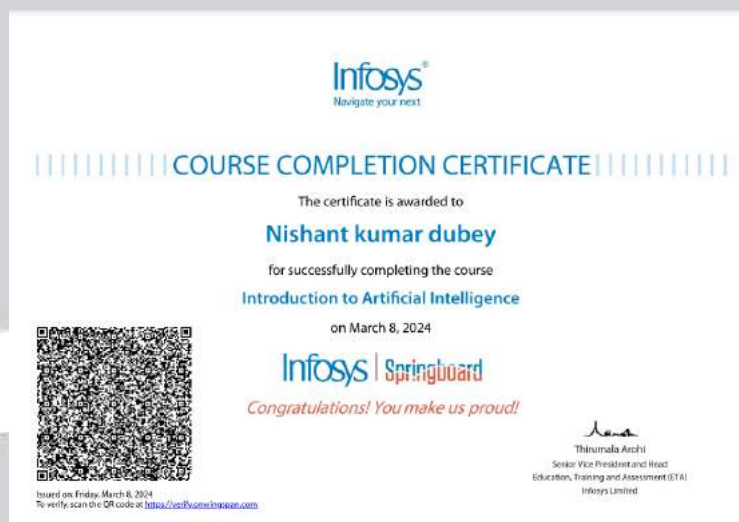 Infosys®
Navigate your next
COURSE COMPLETION CERTIFICATE
The certificate is awarded to
Nishant kumar dubey
for successfully completing the course
Introduction to Artificial Intelligence
on March 8, 2024
Infosys | Springboard
Congratulations! You make us proud!
Thirumala Arohi
Senior Vice President and Head
Education, Training and Assessment (ETA)
Infosys Limited
Issued on: Friday, March 8, 2024
To verify, scan the QR code at https://verify.onwingspan.com